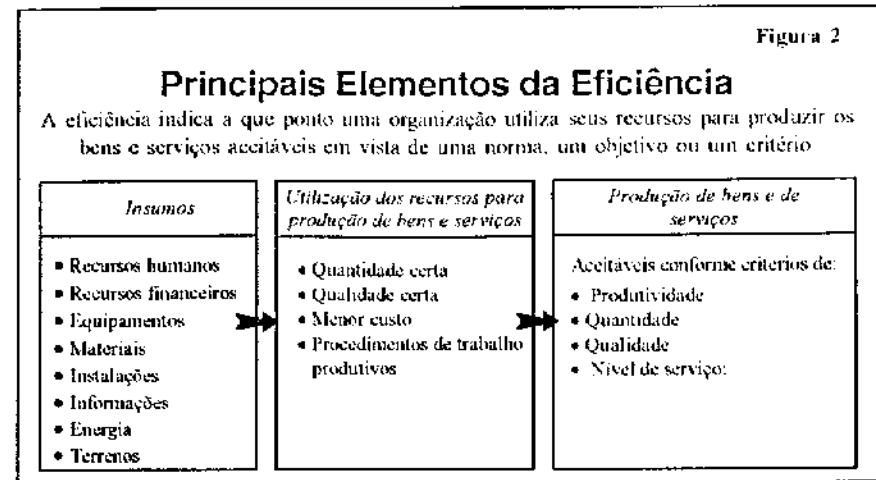 Figura 2
Principais Elementos da Eficiência
A eficiência indica a que ponto uma organização utiliza seus recursos para produzir os
bens e serviços aceitáveis em vista de uma norma, um objetivo ou um critério
Insumos
• Recursos humanos
• Recursos financeiros
• Equipamentos
• Materiais
• Instalações
• Informações
• Energia
• Terrenos
Utilização dos recursos para
produção de bens e serviços
• Quantidade certa
• Qualidade certa
• Menor custo
• Procedimentos de trabalho
produtivos
Produção de bens e de
serviços
Aceitáveis conforme criterios de:
• Produtividade
• Quantidade
• Qualidade
• Nivel de serviço: